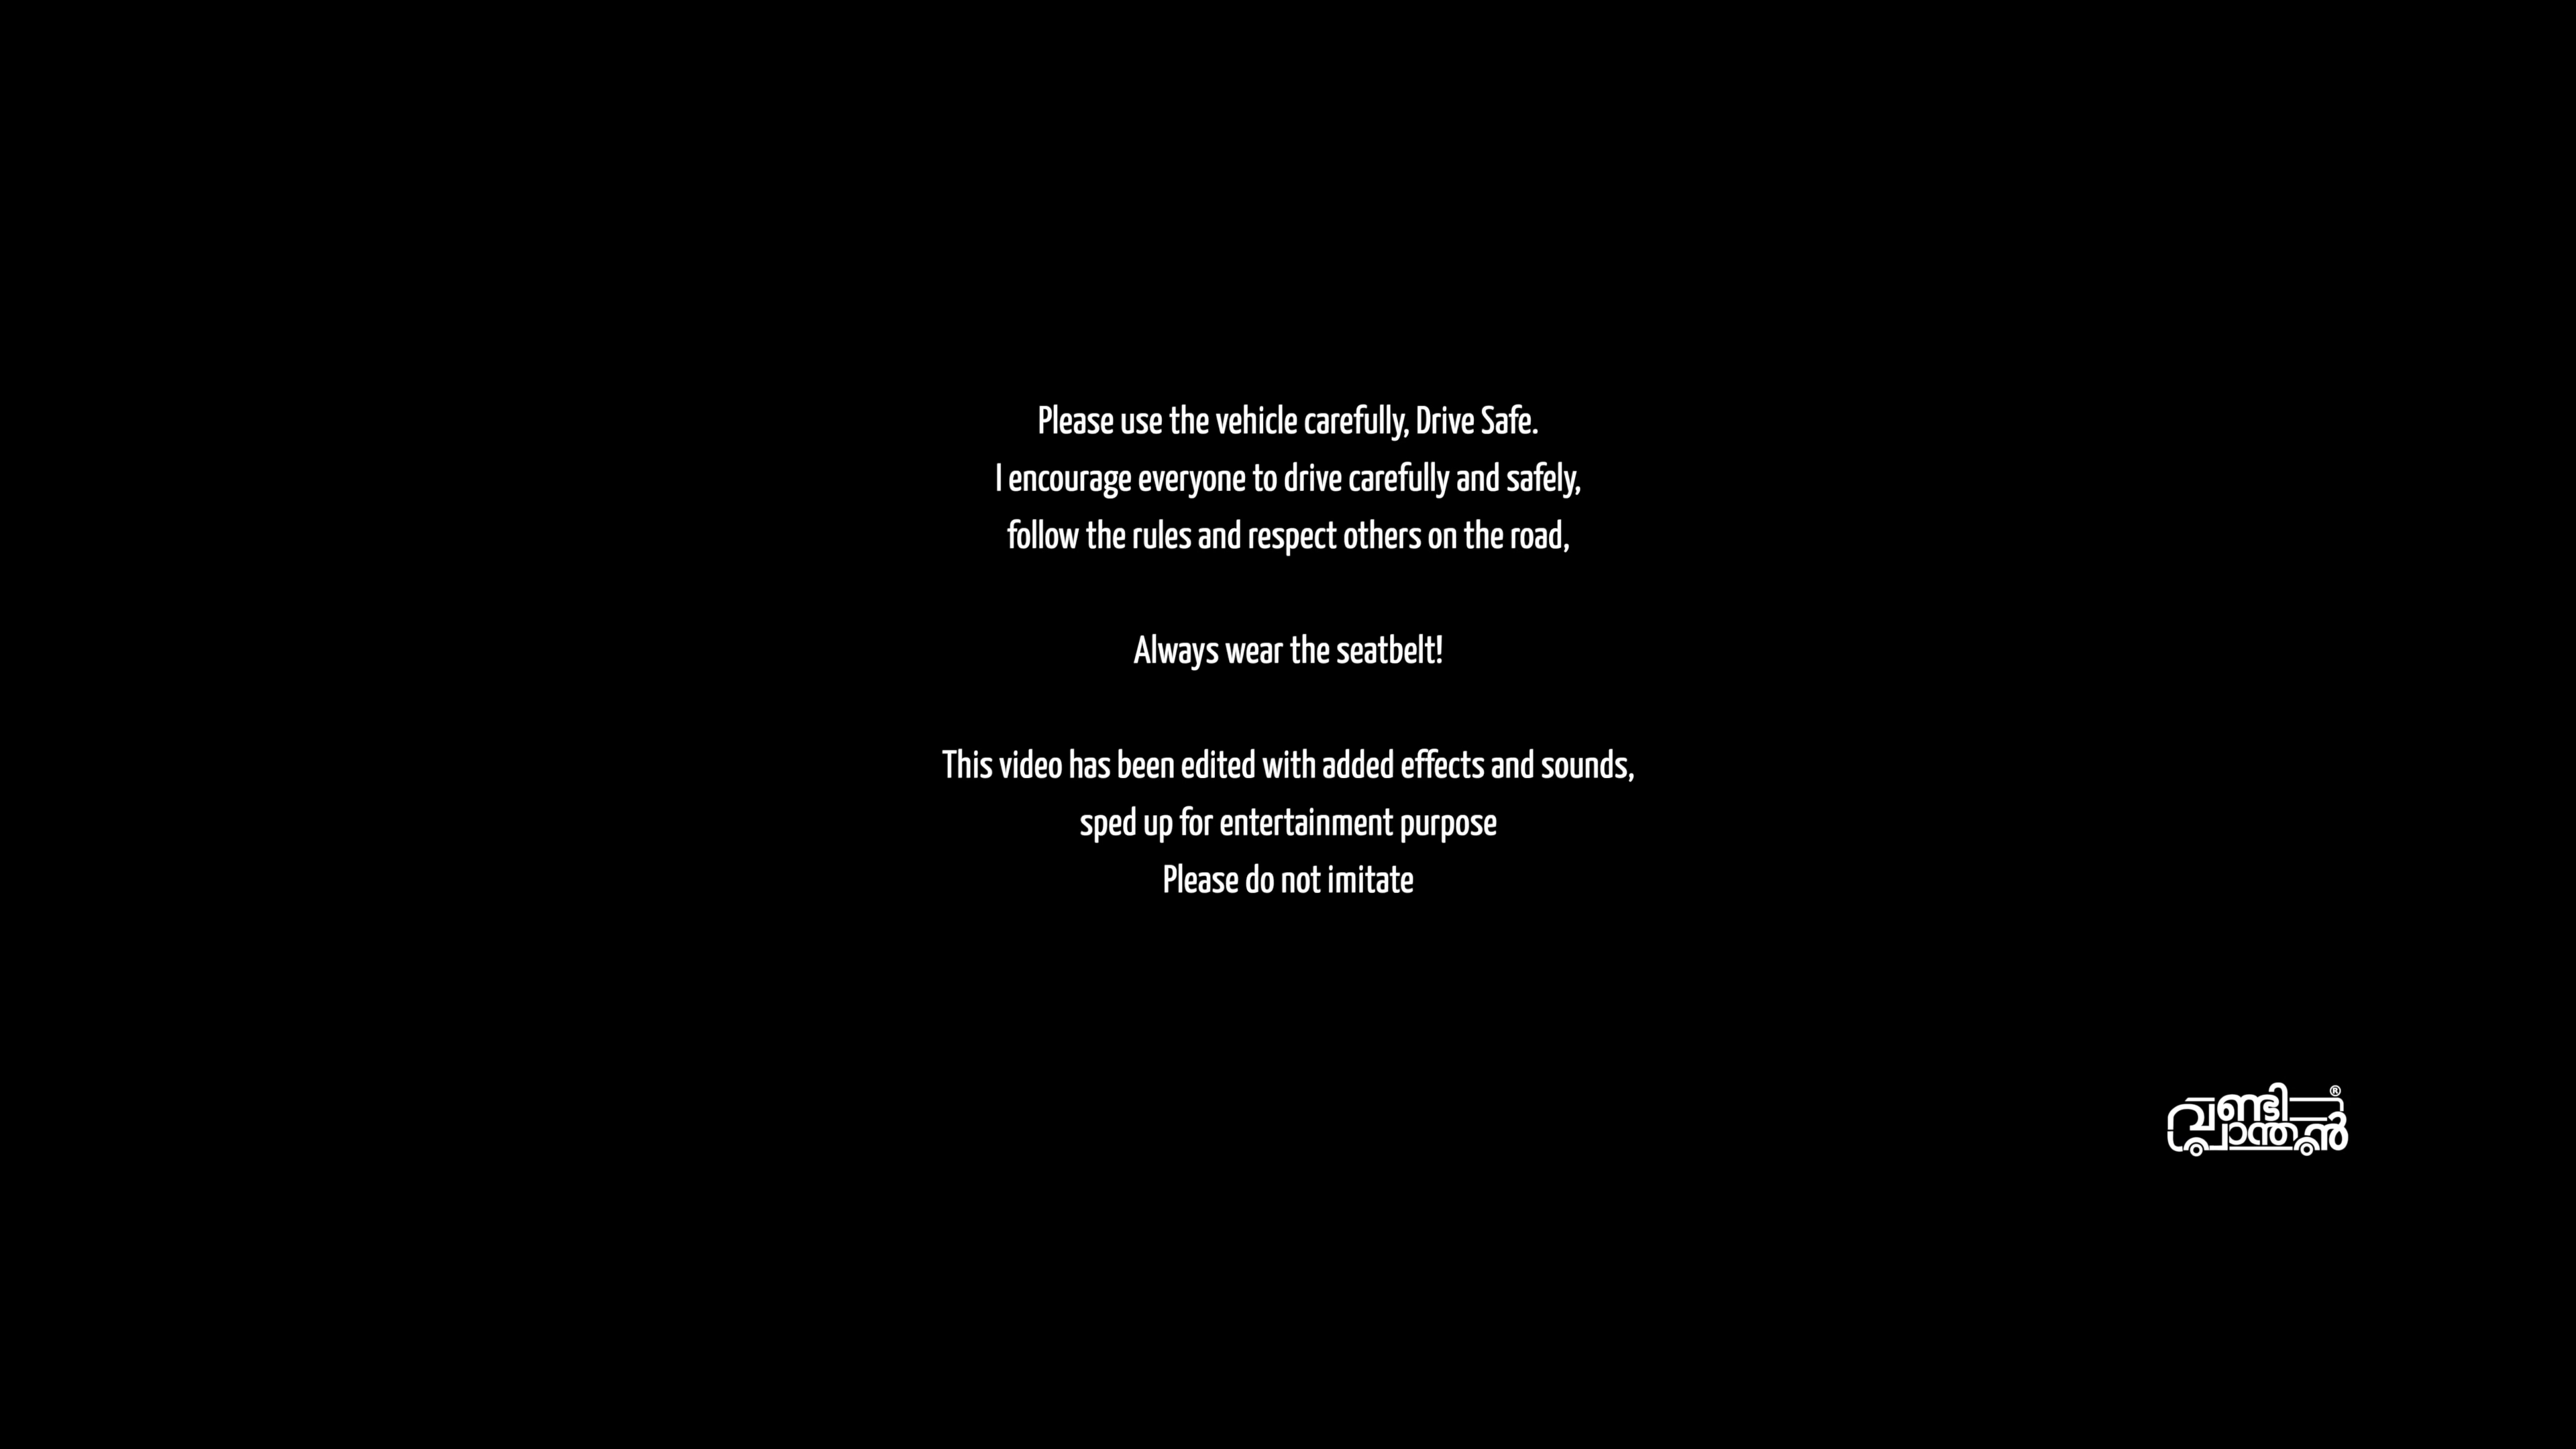 Please use the vehicle carefully, Drive Safe.
I encourage everyone to drive carefully and safely,
follow the rules and respect others on the road,
Always wear the seatbelt!
This video has been edited with added effects and sounds,
sped up for entertainment purpose
Please do not imitate
വണ്ടി ®
പ്രാന്തൻ